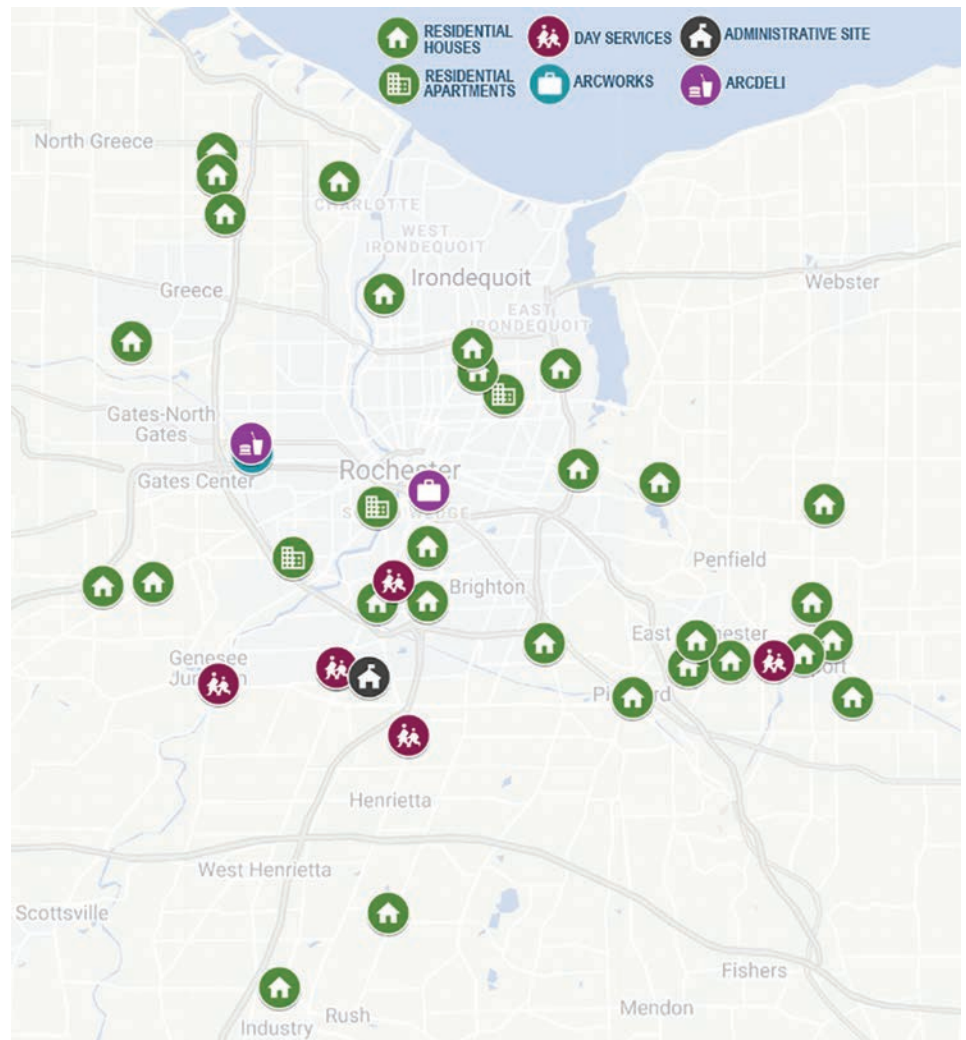 RESIDENTIAL
HOUSES
DAY SERVICES
ADMINISTRATIVE SITE
RESIDENTIAL
APARTMENTS
ARCWORKS
ARCDELI
North Greece
CHARLOTTE
WEST
IRONDEQUOIT
Irondequoit
Greece
Webster
EAST
IRONDEQUOIT
Gates-North
Gates
Rochester
Gates Center
WEDGE
Penfield
Brighton
East
Genesee
Henrietta
West Henrietta
Scottsville
Fishers
Mendon
Rush
Industry